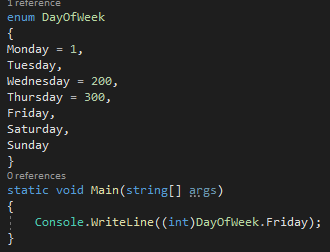 1 reference
enum DayOfWeek
{
Monday = 1,
Tuesday,
Wednesday = 200,
Thursday = 300,
Friday,
Saturday,
Sunday
}
0 references
static void Main(string[] args)
{
Console.WriteLine((int)DayOfWeek.Friday);
}